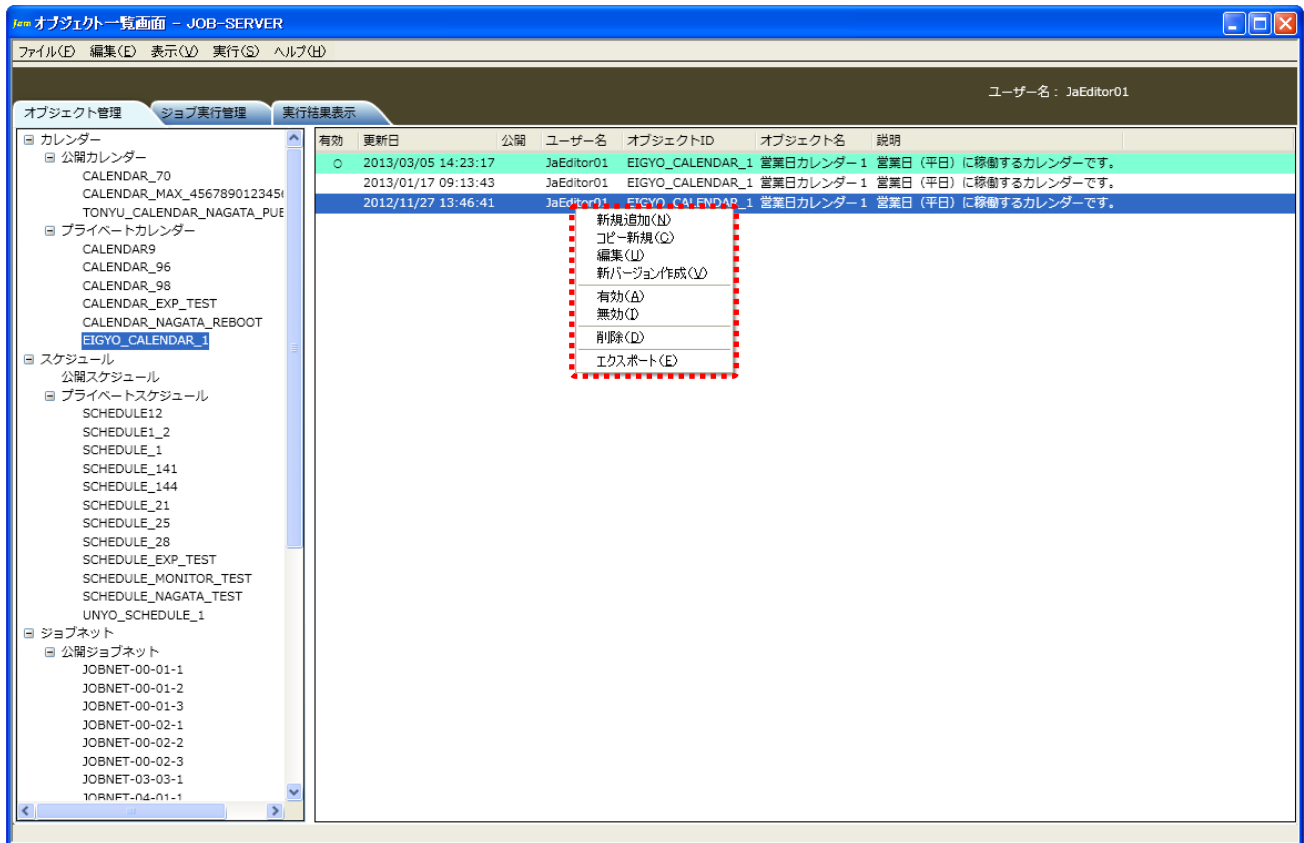 Jam オブジェクト一覧画面 - JOB-SERVER
ファイル(F) 編集(E) 表示(V) 実行(S) ヘルプ(H)
ユーザー名 : JaEditor01
オブジェクト管理 ジョブ実行管理 実行結果表示
カレンダー
公開カレンダー
CALENDAR_70
CALENDAR_MAX_4567890123456
TONYU_CALENDAR_NAGATA_PUE
プライベートカレンダー
CALENDAR9
CALENDAR_96
CALENDAR_98
CALENDAR_EXP_TEST
CALENDAR_NAGATA_REBOOT
EIGYO_CALENDAR_1
スケジュール
公開スケジュール
プライベートスケジュール
SCHEDULE12
SCHEDULE1_2
SCHEDULE_1
SCHEDULE_141
SCHEDULE_144
SCHEDULE_21
SCHEDULE_25
SCHEDULE_28
SCHEDULE_EXP_TEST
SCHEDULE_MONITOR_TEST
SCHEDULE_NAGATA_TEST
UNYO_SCHEDULE_1
ジョブネット
公開ジョブネット
JOBNET-00-01-1
JOBNET-00-01-2
JOBNET-00-01-3
JOBNET-00-02-1
JOBNET-00-02-2
JOBNET-00-02-3
JOBNET-03-03-1
JOBNET-04-01-1
有効 更新日 公開 ユーザー名 オブジェクトID オブジェクト名 説明
○ 2013/03/05 14:23:17 JaEditor01 EIGYO_CALENDAR_1 営業日カレンダー1 営業日（平日）に稼働するカレンダーです。
2013/01/17 09:13:43 JaEditor01 EIGYO_CALENDAR_1 営業日カレンダー1 営業日（平日）に稼働するカレンダーです。
2012/11/27 13:46:41 JaEditor01 EIGYO_CALENDAR_1 営業日カレンダー1 営業日（平日）に稼働するカレンダーです。
新規追加(N)
コピー新規(C)
編集(U)
新バージョン作成(V)
有効(A)
無効(I)
削除(D)
エクスポート(E)